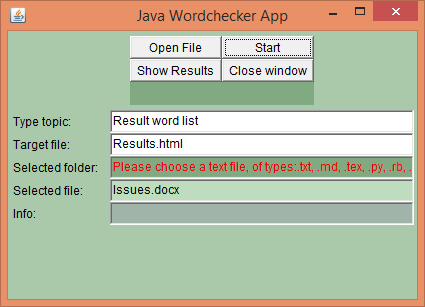 Java Wordchecker App
Open File Start
Show Results Close window
Type topic: Result word list
Target file: Results.html
Selected folder: Please choose a text file, of types:.txt, .md, .tex, .py, .rb, .
Selected file: Issues.docx
Info: